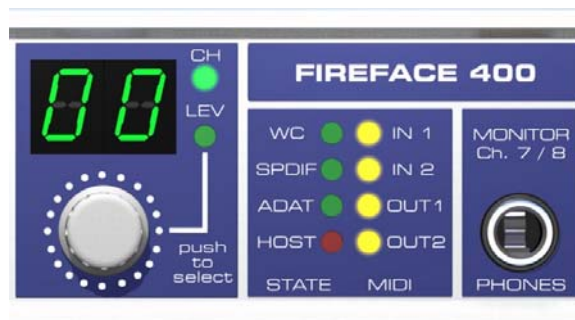 00
CH
LEV
push
to
select
FIREFACE 400
WC IN 1
SPDIF IN 2
ADAT OUT1
HOST OUT2
STATE MIDI
MONITOR
Ch. 7 / 8
PHONES